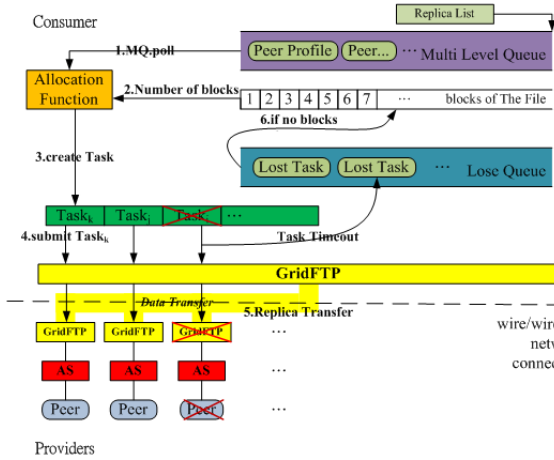 Consumer
Replica List
1.MQ.poll
Peer Profile
Peer...
... Multi Level Queue
Allocation
Function
2.Number of blocks
1 2 3 4 5 6 7 ... blocks of The File
6.if no blocks
3.create Task
Lost Task
Lost Task
... Lose Queue
Taskk
Taskj
Task
...
4.submit Taskk
Task Timeout
GridFTP
Data Transfer
5.Replica Transfer
GridFTP
GridFTP
GridFTP
...
wire/wire
netw
connec
AS
AS
AS
...
Peer
Peer
Peer
...
Providers